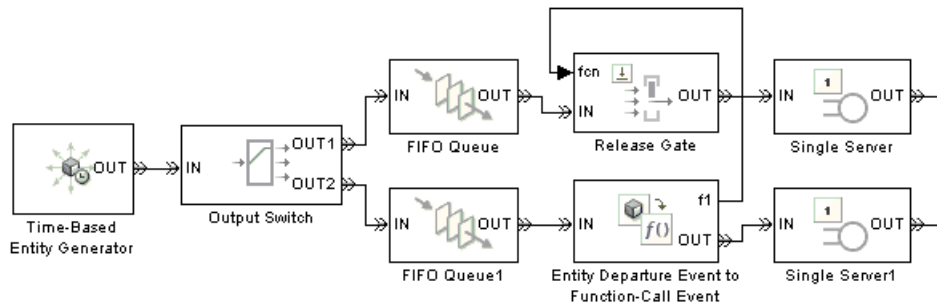 OUT
Time-Based
Entity Generator
IN
OUT1
OUT2
Output Switch
IN
OUT
FIFO Queue
fcn
IN
OUT
Release Gate
IN
1
OUT
Single Server
IN
OUT
FIFO Queue1
IN
f()
f1
OUT
Entity Departure Event to
Function-Call Event
IN
1
OUT
Single Server1